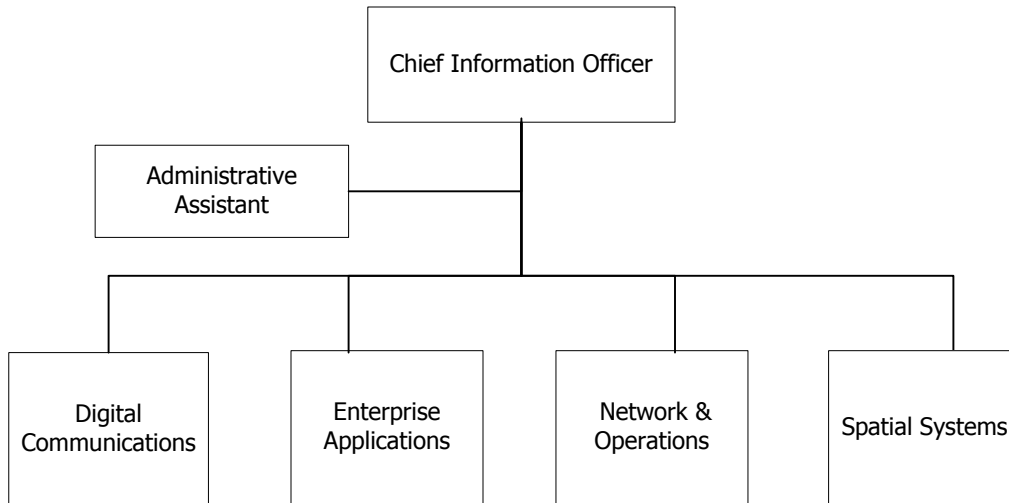 Chief Information Officer
Administrative
Assistant
Digital
Communications
Enterprise
Applications
Network &
Operations
Spatial Systems